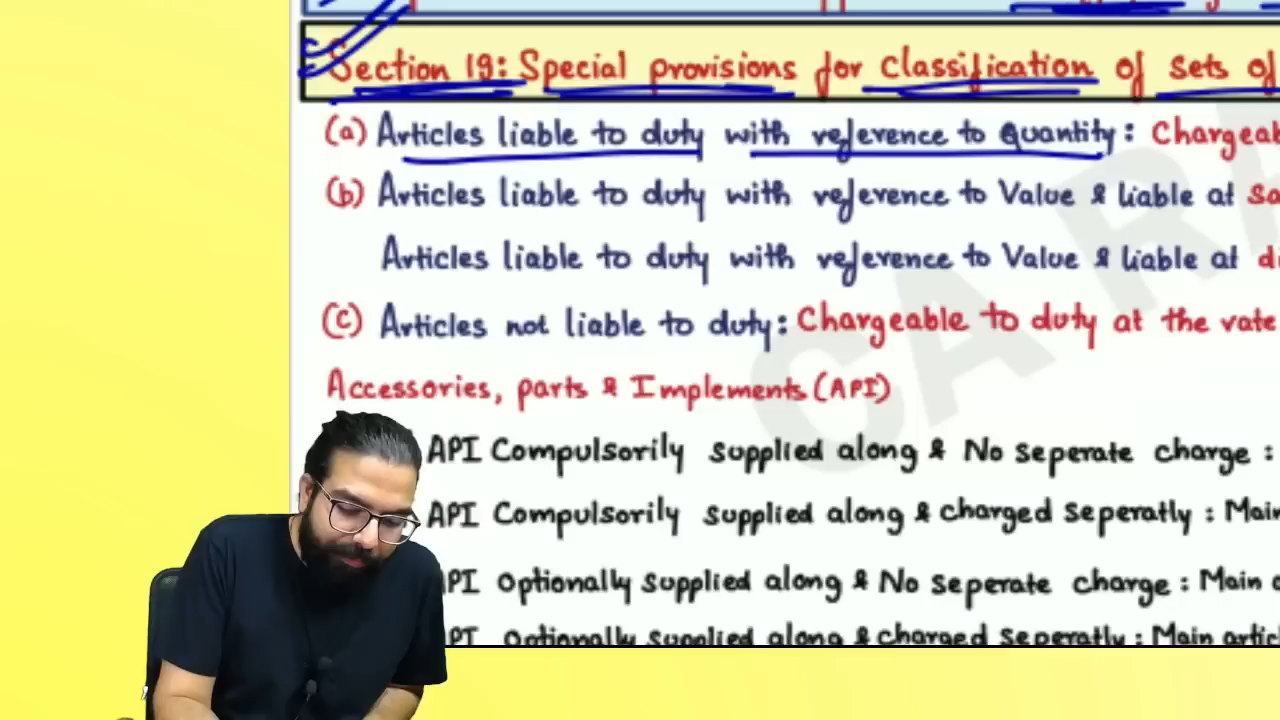 Section 19: Special provisions for classification of sets of
(a) Articles liable to duty with reference to Quantity: Chargeab
(b) Articles liable to duty with reference to Value & liable at Sa
Articles liable to duty with reference to Value & liable at di
(C) Articles not liable to duty: Chargeable to duty at the rate
Accessories, parts & Implements (API)
API Compulsorily supplied along & No seperate charge :
API Compulsorily supplied along & charged seperatly : Main
API Optionally supplied along & No seperate charge : Main a
API Optionally supplied along & charged seperatly : Main artic
CA RA